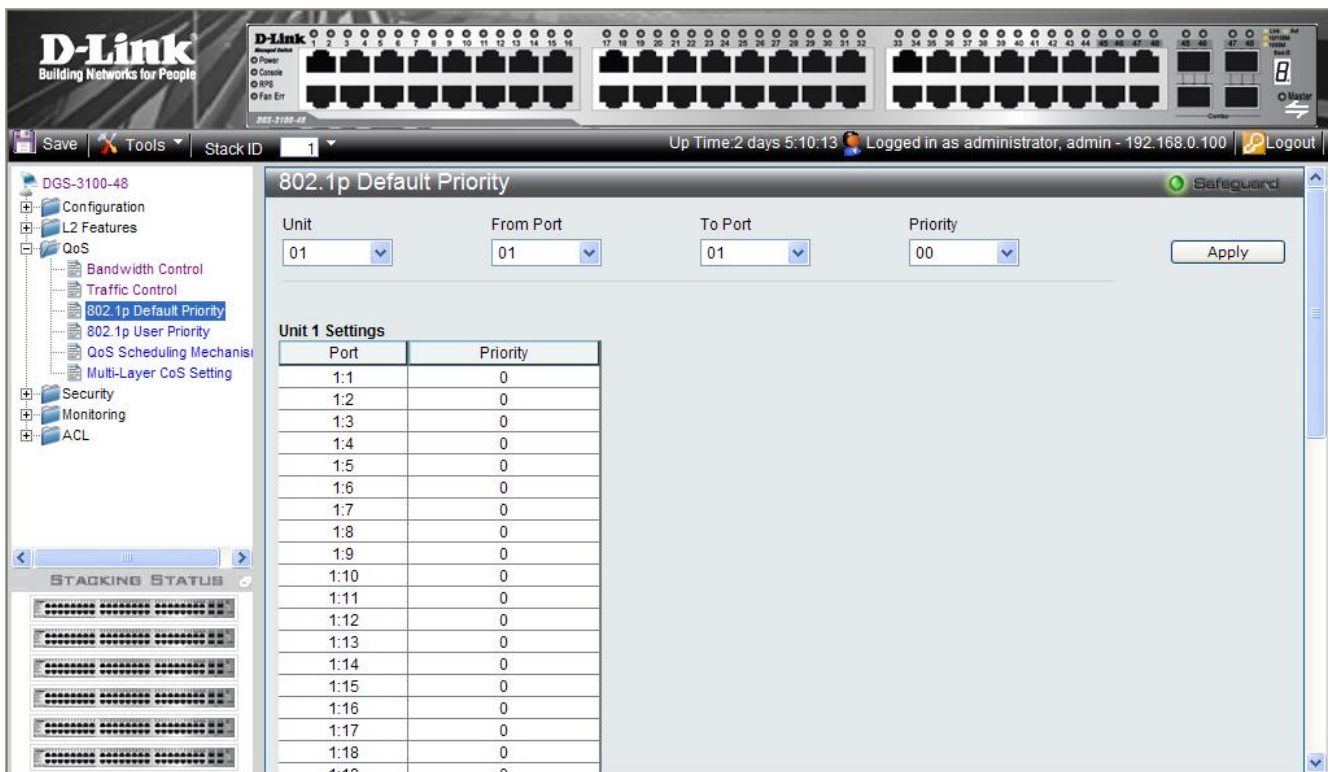 D-Link
Building Networks for People
D-Link
Managed Switch
Power
Console
RPS
Fan Err
DGS-3100-48
1 2 3 4 5 6 7 8 9 10 11 12 13 14 15 16
17 18 19 20 21 22 23 24 25 26 27 28 29 30 31 32
33 34 35 36 37 38 39 40 41 42 43 44 45 46 47 48
45 46 47 48
Combo
Master
Save
Tools
Stack ID
1
Up Time:2 days 5:10:13
Logged in as administrator, admin - 192.168.0.100
Logout
DGS-3100-48
Configuration
L2 Features
QoS
Bandwidth Control
Traffic Control
802.1p Default Priority
802.1p User Priority
QoS Scheduling Mechanis
Multi-Layer CoS Setting
Security
Monitoring
ACL
STACKING STATUS
802.1p Default Priority
Safeguard
Unit From Port To Port Priority
01 01 01 00 Apply
Unit 1 Settings
Port Priority
1:1 0
1:2 0
1:3 0
1:4 0
1:5 0
1:6 0
1:7 0
1:8 0
1:9 0
1:10 0
1:11 0
1:12 0
1:13 0
1:14 0
1:15 0
1:16 0
1:17 0
1:18 0